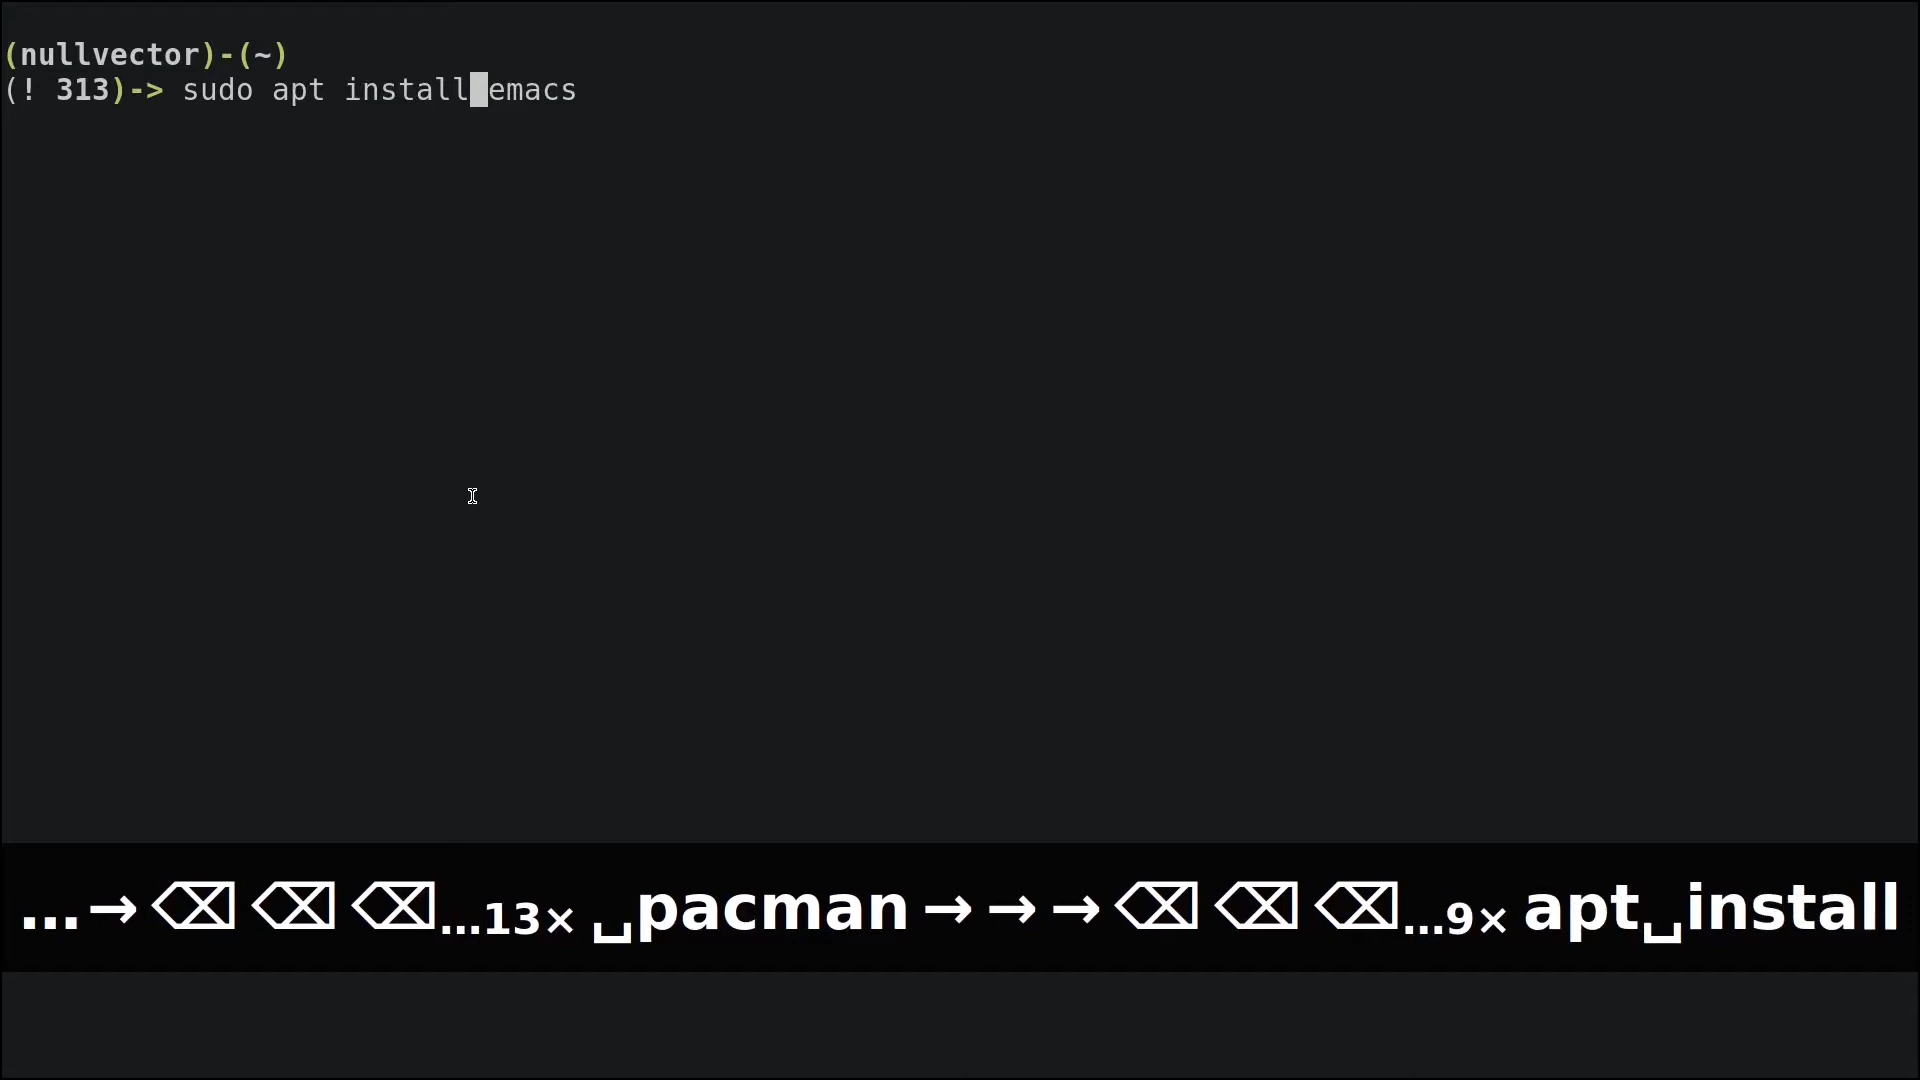 (nullvector)-(~)
(! 313)-> sudo apt install emacs
…→⌫⌫⌫…13× ␣pacman→→→⌫⌫⌫…9× apt␣install